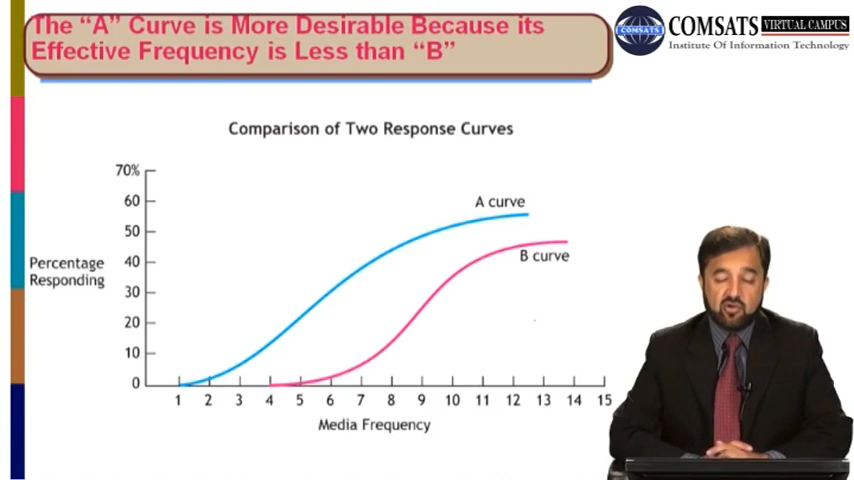 The “A” Curve is More Desirable Because its
Effective Frequency is Less than “B”
COMSATS
COMSATS VIRTUAL CAMPUS
Institute Of Information Technology
Comparison of Two Response Curves
70%
60
50
40
30
20
10
0
Percentage
Responding
A curve
B curve
1 2 3 4 5 6 7 8 9 10 11 12 13 14 15
Media Frequency